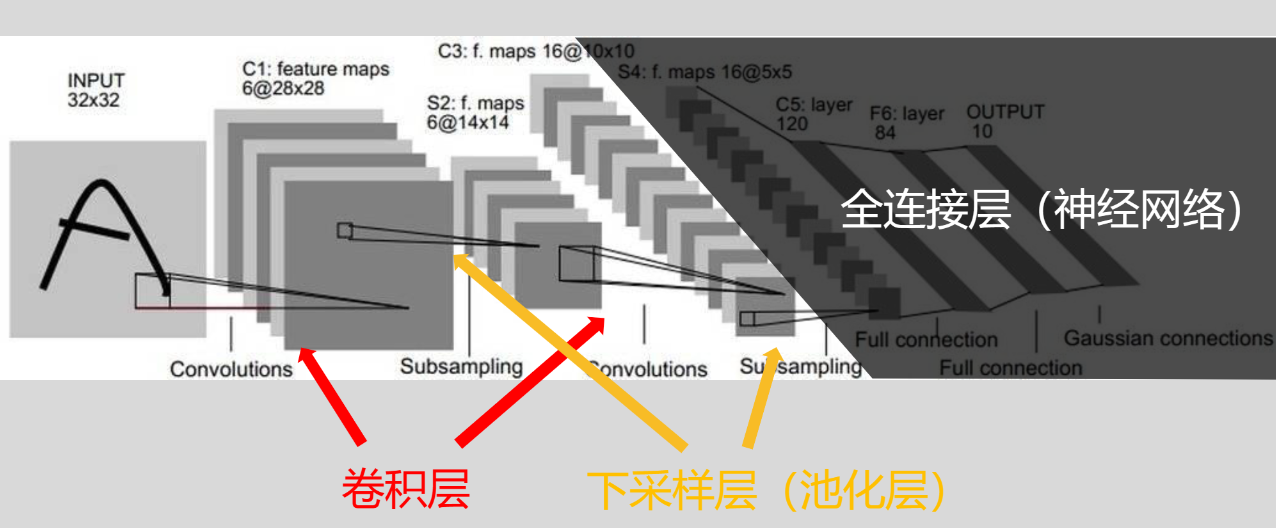 INPUT
32x32
C1: feature maps
6@28x28
S2: f. maps
6@14x14
C3: f. maps 16@10x10
S4: f. maps 16@5x5
C5: layer
120
F6: layer
84
OUTPUT
10
全连接层（神经网络）
Convolutions
Subsampling
Convolutions
Subsampling
Full connection
Full connection
Gaussian connections
卷积层
下采样层（池化层）